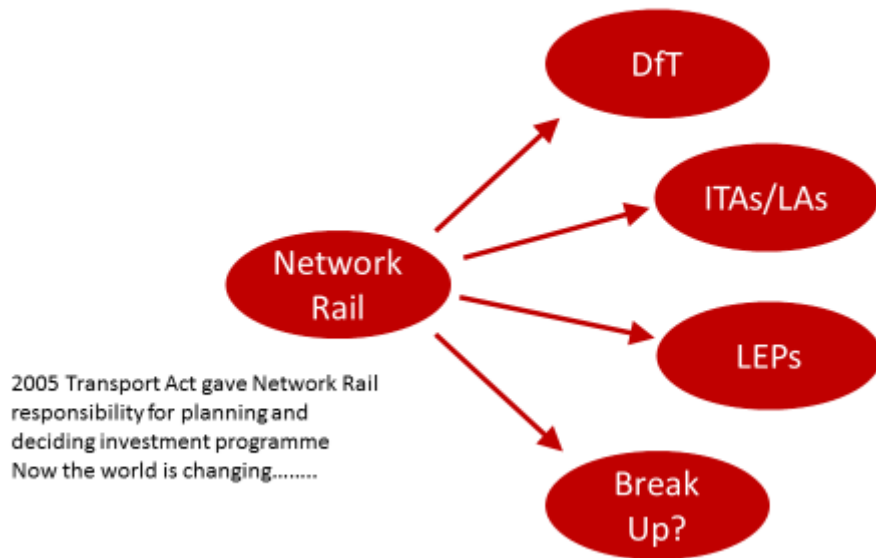 DfT
ITAs/LAs
Network
Rail
LEPs
2005 Transport Act gave Network Rail
responsibility for planning and
deciding investment programme
Now the world is changing........
Break
Up?